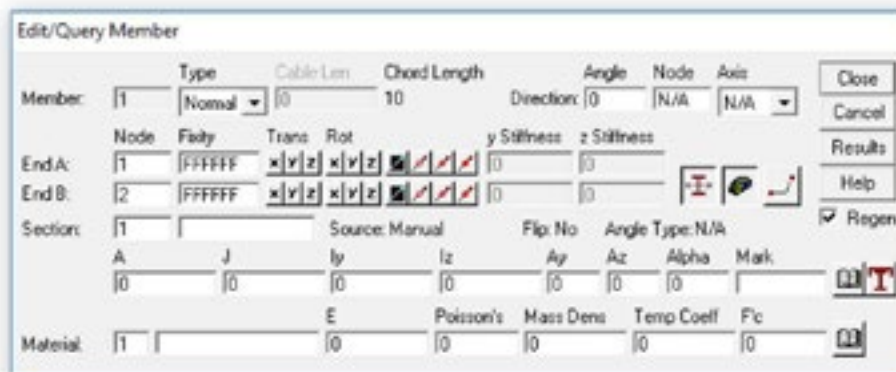 Edit/Query Member
Type Cable Len Chord Length Angle Node Axis
Member: 1 Normal 0 10 Direction: 0 N/A N/A Close
Cancel
Node Fixity Trans Rot y Stiffness z Stiffness
End A: 1 FFFFFF x y z x y z 0 0 Results
End B: 2 FFFFFF x y z x y z 0 0 Help
Section: 1 Source: Manual Flip: No Angle Type: N/A Regen
A J Iy Iz Ay Az Alpha Mark
0 0 0 0 0 0 0 T
E Poisson's Mass Dens Temp Coeff F'c
Material: 1 0 0 0 0 0